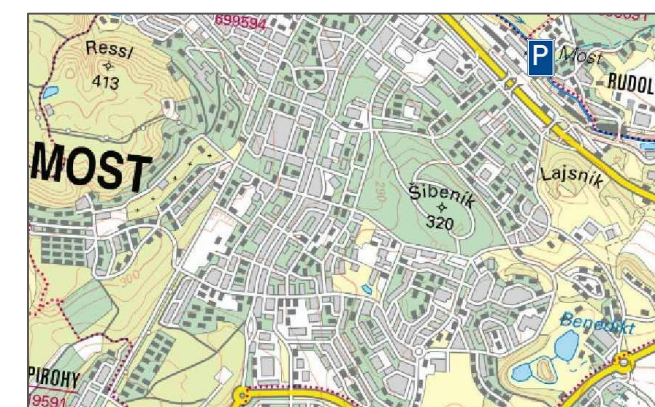 699594
Ressl
413
P
Most
RUDOL
MOST
Lajsník
Šibeník
320
290
300
Benedikt
PIROHY
9591